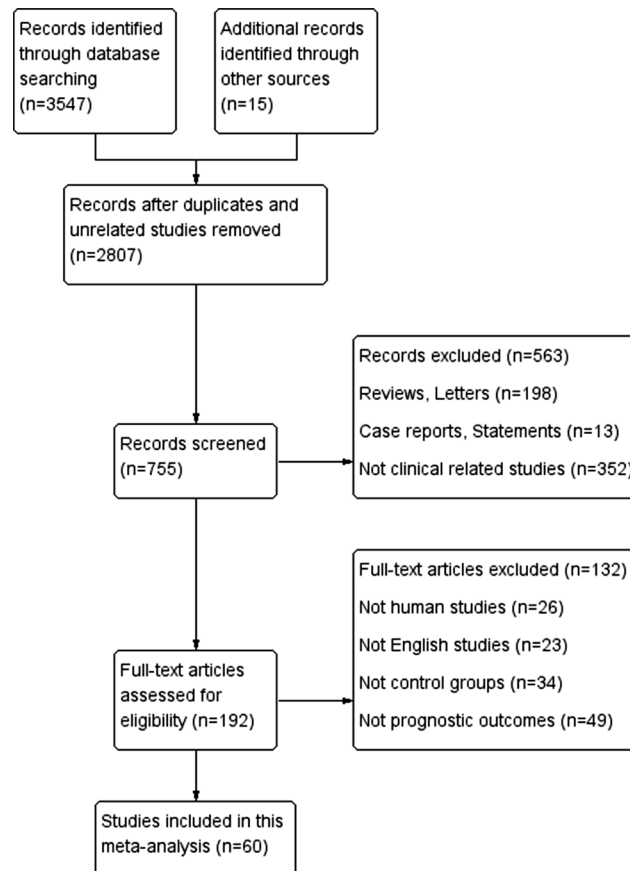 Records identified
through database
searching
(n=3547)
Additional records
identified through
other sources
(n=15)
Records after duplicates and
unrelated studies removed
(n=2807)
Records excluded (n=563)
Reviews, Letters (n=198)
Case reports, Statements (n=13)
Not clinical related studies (n=352)
Records screened
(n=755)
Full-text articles excluded (n=132)
Not human studies (n=26)
Not English studies (n=23)
Not control groups (n=34)
Not prognostic outcomes (n=49)
Full-text articles
assessed for
eligibility (n=192)
Studies included in this
meta-analysis (n=60)